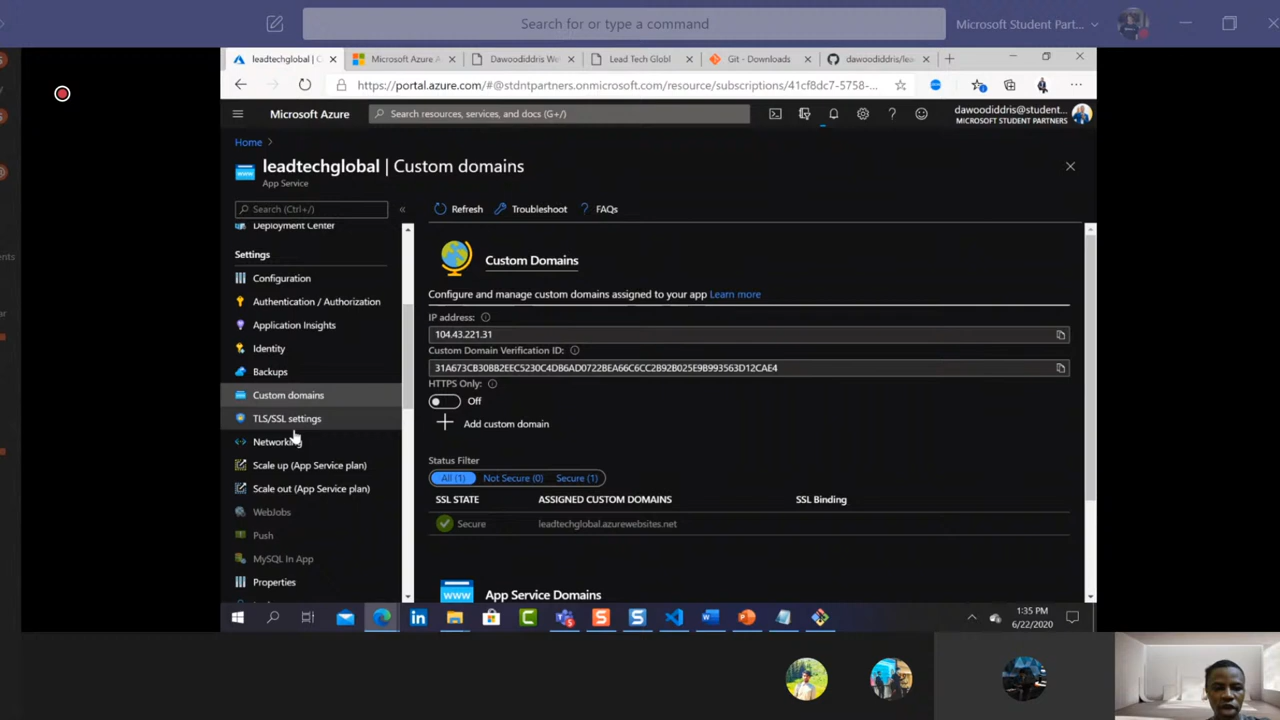 Search for or type a command
Microsoft Student Part...
leadtechglobal | C
Microsoft Azure A
Dawoodiddris We
Lead Tech Globl
Git - Downloads
dawoodiddris/lea
https://portal.azure.com/#@stdntpartners.onmicrosoft.com/resource/subscriptions/41cf8dc7-5758-...
Microsoft Azure
Search resources, services, and docs (G+/)
dawoodiddris@student...
MICROSOFT STUDENT PARTNERS
Home
leadtechglobal | Custom domains
App Service
Search (Ctrl+/)
Refresh
Troubleshoot
FAQs
Deployment Center
Settings
Configuration
Authentication / Authorization
Application Insights
Identity
Backups
Custom domains
TLS/SSL settings
Networking
Scale up (App Service plan)
Scale out (App Service plan)
WebJobs
Push
MySQL In App
Properties
Custom Domains
Configure and manage custom domains assigned to your app Learn more
IP address:
104.43.221.31
Custom Domain Verification ID:
31A673CB30BB2EEC5230C4DB6AD0722BEA66C6CC2B92B025E9B993563D12CAE4
HTTPS Only:
Off
Add custom domain
Status Filter
All (1)
Not Secure (0)
Secure (1)
SSL STATE
ASSIGNED CUSTOM DOMAINS
SSL Binding
Secure
leadtechglobal.azurewebsites.net
App Service Domains
1:35 PM
6/22/2020
ents